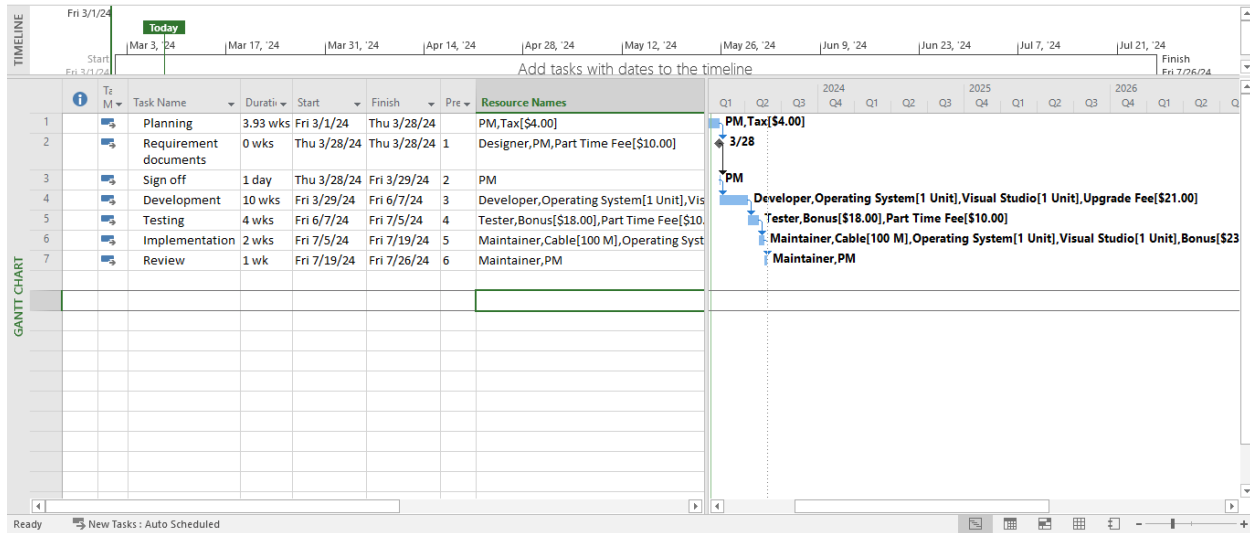 TIMELINE
Fri 3/1/24
Today
Mar 3, '24 Mar 17, '24 Mar 31, '24 Apr 14, '24 Apr 28, '24 May 12, '24 May 26, '24 Jun 9, '24 Jun 23, '24 Jul 7, '24 Jul 21, '24
Start
Fri 3/1/24
Add tasks with dates to the timeline
Finish
Fri 7/26/24
GANTT CHART
Ta
M Task Name Durati Start Finish Pre Resource Names
2024 2025 2026
Q1 Q2 Q3 Q4 Q1 Q2 Q3 Q4 Q1 Q2 Q3 Q4 Q1 Q2 Q
1 Planning 3.93 wks Fri 3/1/24 Thu 3/28/24 PM,Tax[$4.00] PM,Tax[$4.00]
2 Requirement 0 wks Thu 3/28/24 Thu 3/28/24 1 Designer,PM,Part Time Fee[$10.00] 3/28
documents
3 Sign off 1 day Thu 3/28/24 Fri 3/29/24 2 PM PM
4 Development 10 wks Fri 3/29/24 Fri 6/7/24 3 Developer,Operating System[1 Unit],Vis Developer,Operating System[1 Unit],Visual Studio[1 Unit],Upgrade Fee[$21.00]
5 Testing 4 wks Fri 6/7/24 Fri 7/5/24 4 Tester,Bonus[$18.00],Part Time Fee[$10. Tester,Bonus[$18.00],Part Time Fee[$10.00]
6 Implementation 2 wks Fri 7/5/24 Fri 7/19/24 5 Maintainer,Cable[100 M],Operating Syst Maintainer,Cable[100 M],Operating System[1 Unit],Visual Studio[1 Unit],Bonus[$23
7 Review 1 wk Fri 7/19/24 Fri 7/26/24 6 Maintainer,PM Maintainer,PM
Ready New Tasks : Auto Scheduled